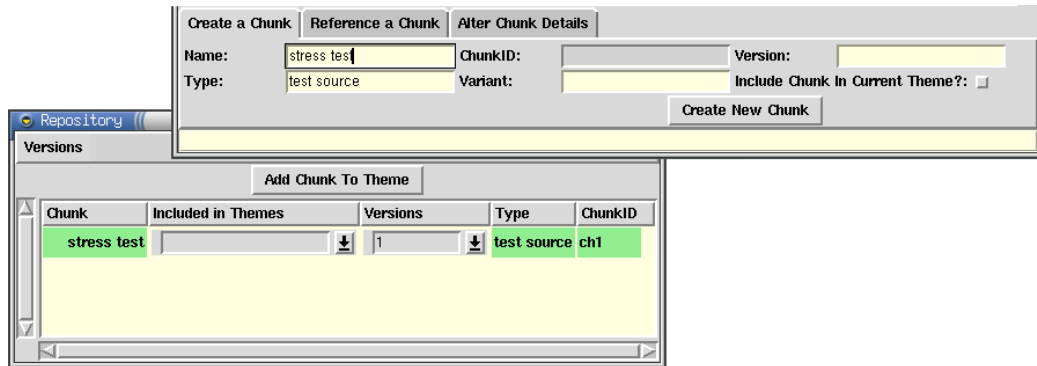 Create a Chunk Reference a Chunk Alter Chunk Details
Name: stress test ChunkID: Version:
Type: test source Variant: Include Chunk In Current Theme?:
Create New Chunk
Repository
Versions
Add Chunk To Theme
Chunk Included in Themes Versions Type ChunkID
stress test 1 test source ch1